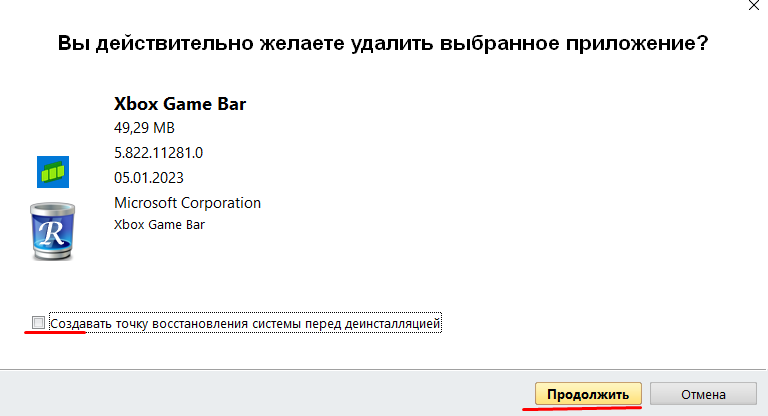 Вы действительно желаете удалить выбранное приложение?
Xbox Game Bar
49,29 MB
5.822.11281.0
05.01.2023
Microsoft Corporation
Xbox Game Bar
R
Создавать точку восстановления системы перед деинсталляцией
Продолжить
Отмена